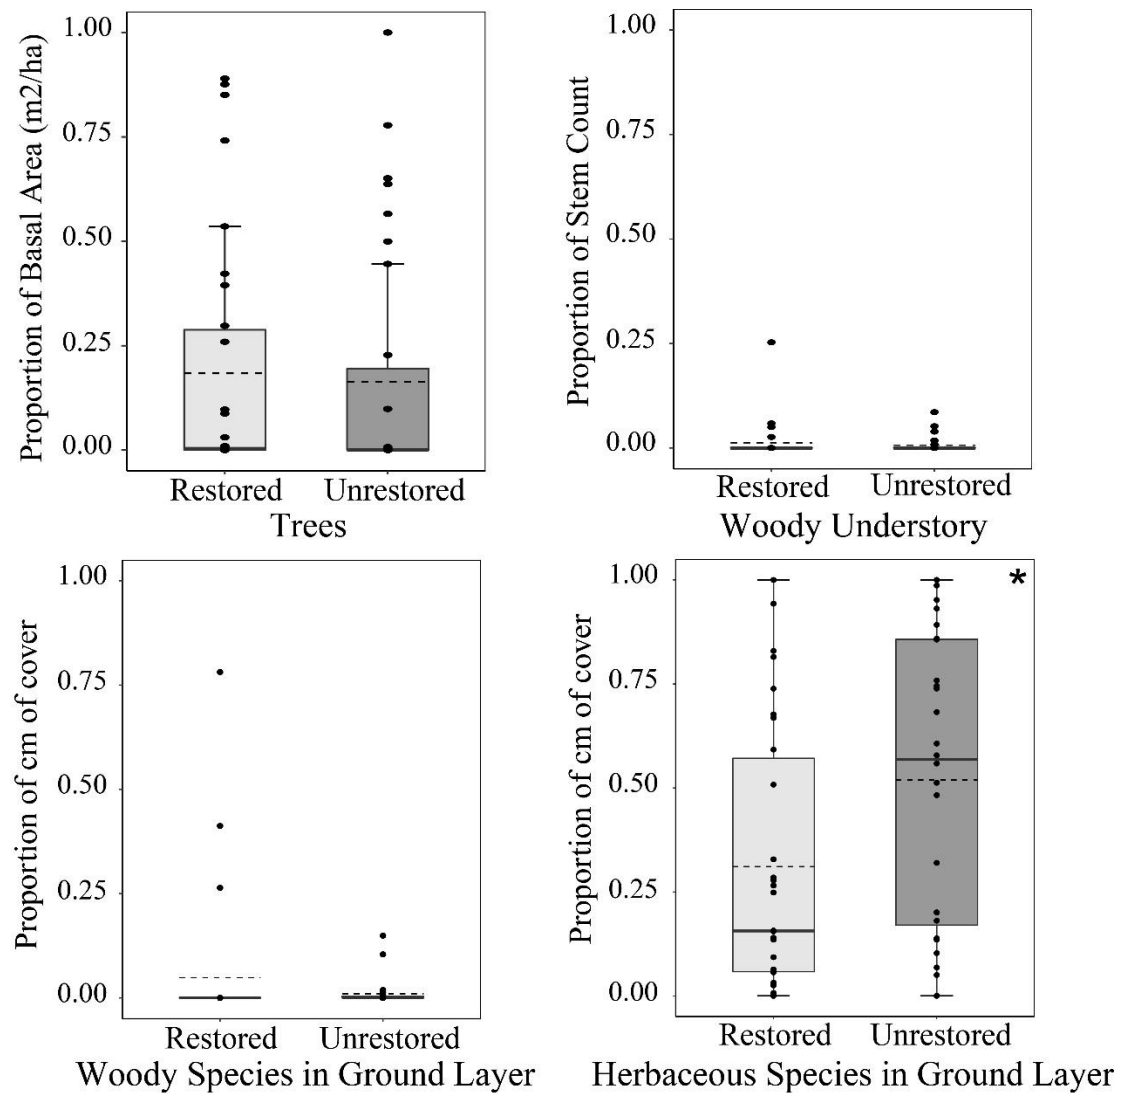 Proportion of Basal Area (m2/ha)
1.00
0.75
0.50
0.25
0.00
Restored Unrestored
Trees
Proportion of Stem Count
1.00
0.75
0.50
0.25
0.00
Restored Unrestored
Woody Understory
Proportion of cm of cover
1.00
0.75
0.50
0.25
0.00
Restored Unrestored
Woody Species in Ground Layer
Proportion of cm of cover
1.00
0.75
0.50
0.25
0.00
*
Restored Unrestored
Herbaceous Species in Ground Layer